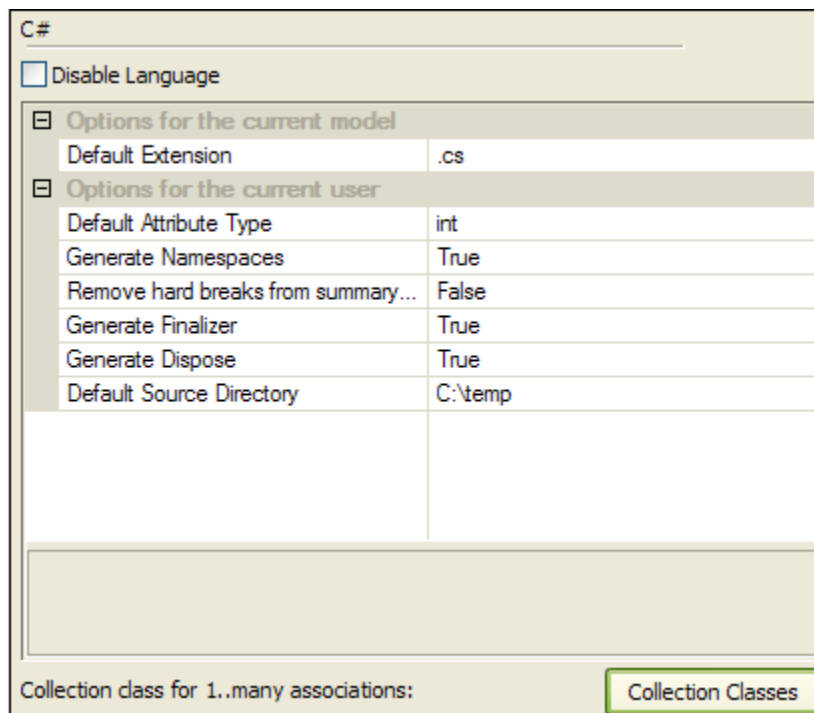 C#
Disable Language
Options for the current model
Default Extension .cs
Options for the current user
Default Attribute Type int
Generate Namespaces True
Remove hard breaks from summary... False
Generate Finalizer True
Generate Dispose True
Default Source Directory C:\temp
Collection class for 1..many associations: Collection Classes